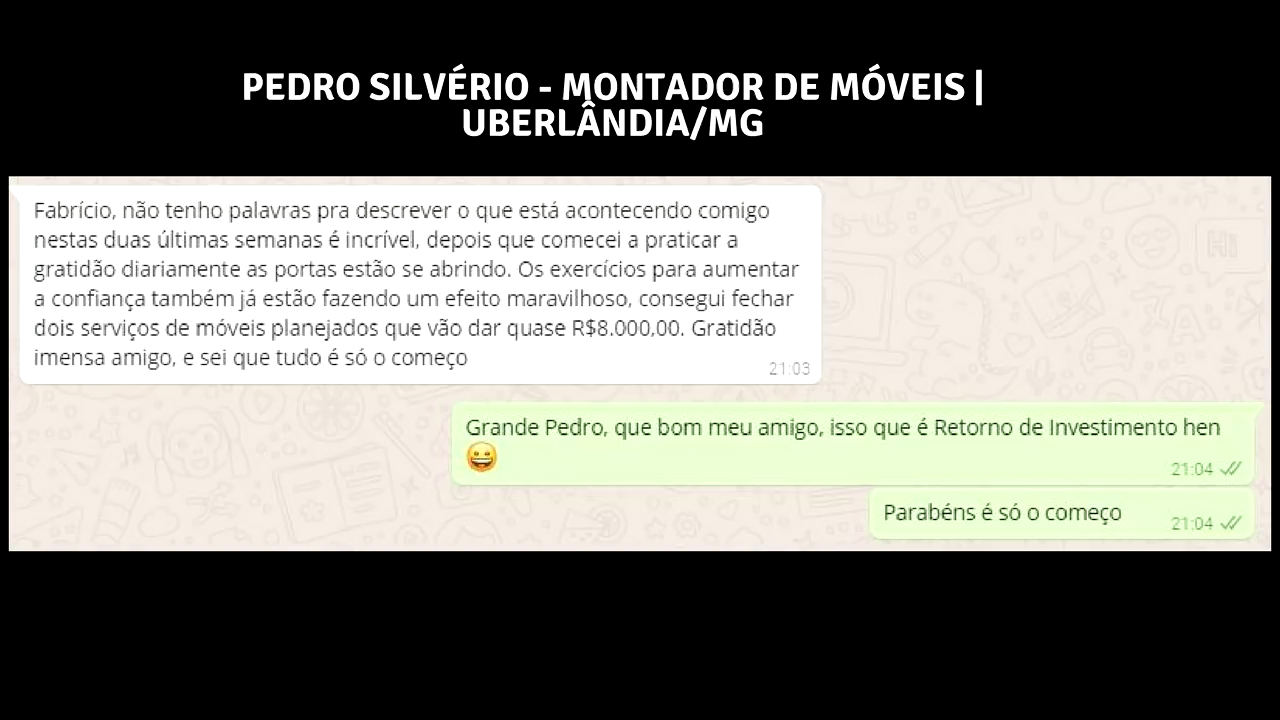 PEDRO SILVÉRIO - MONTADOR DE MÓVEIS |
UBERLÂNDIA/MG
Fabrício, não tenho palavras pra descrever o que está acontecendo comigo
nestas duas últimas semanas é incrível, depois que comecei a praticar a
gratidão diariamente as portas estão se abrindo. Os exercícios para aumentar
a confiança também já estão fazendo um efeito maravilhoso, consegui fechar
dois serviços de móveis planejados que vão dar quase R$8.000,00. Gratidão
imensa amigo, e sei que tudo é só o começo
21:03
Grande Pedro, que bom meu amigo, isso que é Retorno de Investimento hen
😀
21:04
Parabéns é só o começo
21:04